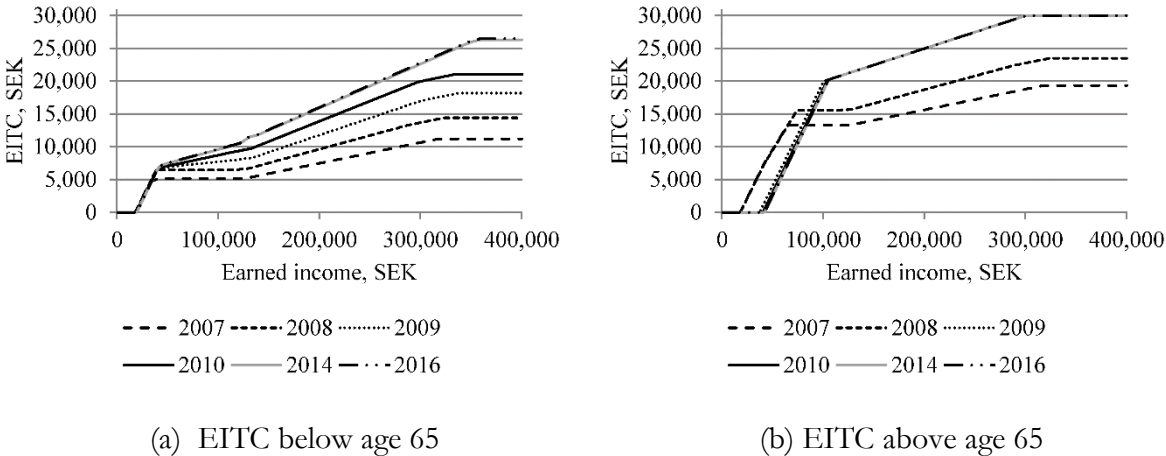 30,000
25,000
20,000
15,000
10,000
5,000
0
EITC, SEK
0 100,000 200,000 300,000 400,000
Earned income, SEK
2007 2008 2009
2010 2014 2016
(a) EITC below age 65
30,000
25,000
20,000
15,000
10,000
5,000
0
EITC, SEK
0 100,000 200,000 300,000 400,000
Earned income, SEK
2007 2008 2009
2010 2014 2016
(b) EITC above age 65